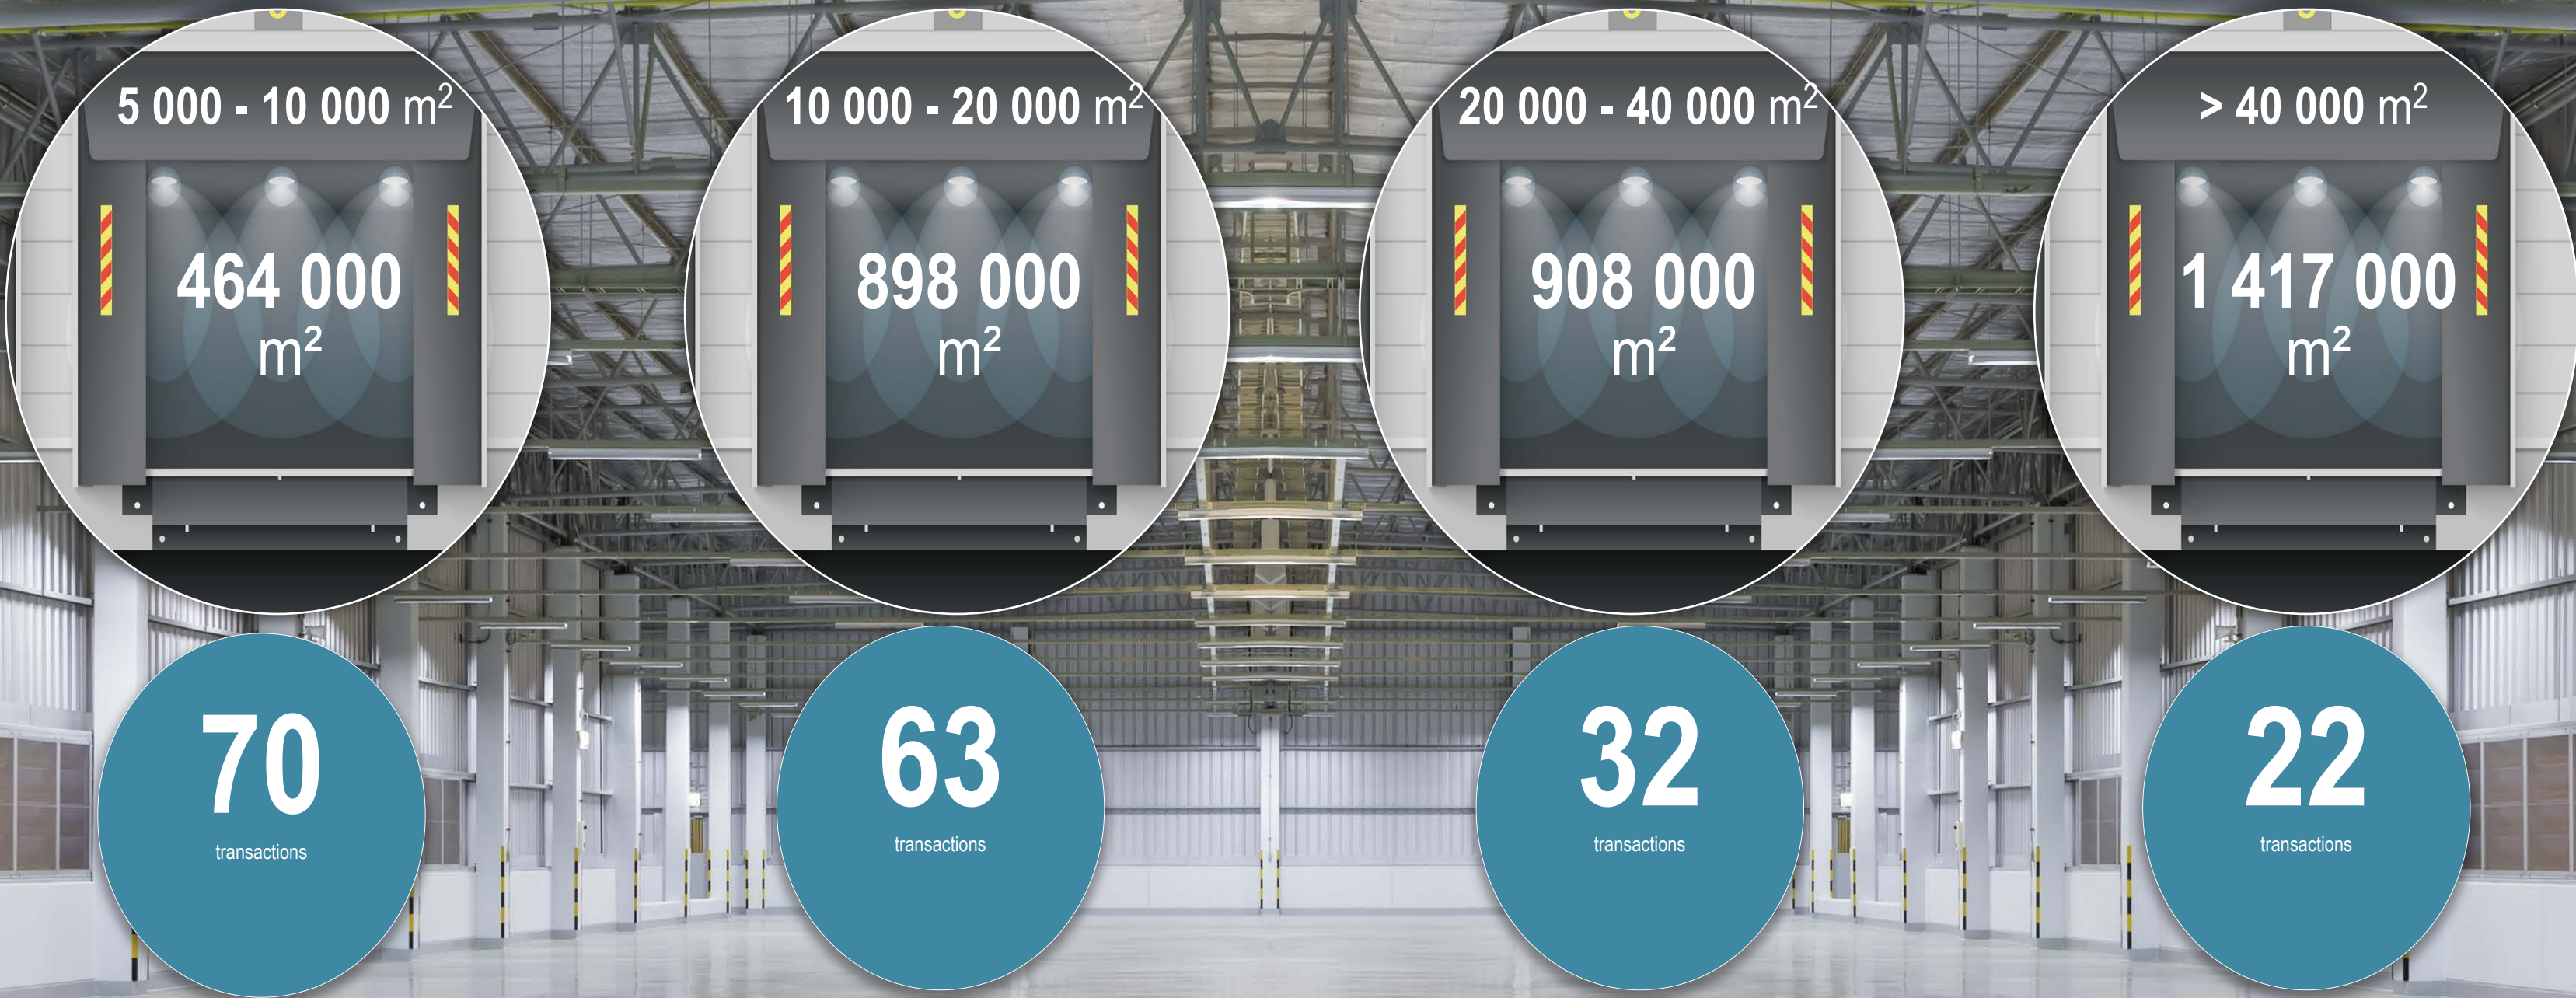 5 000 - 10 000 m²
464 000
m²
70
transactions
10 000 - 20 000 m²
898 000
m²
63
transactions
20 000 - 40 000 m²
908 000
m²
32
transactions
> 40 000 m²
1 417 000
m²
22
transactions